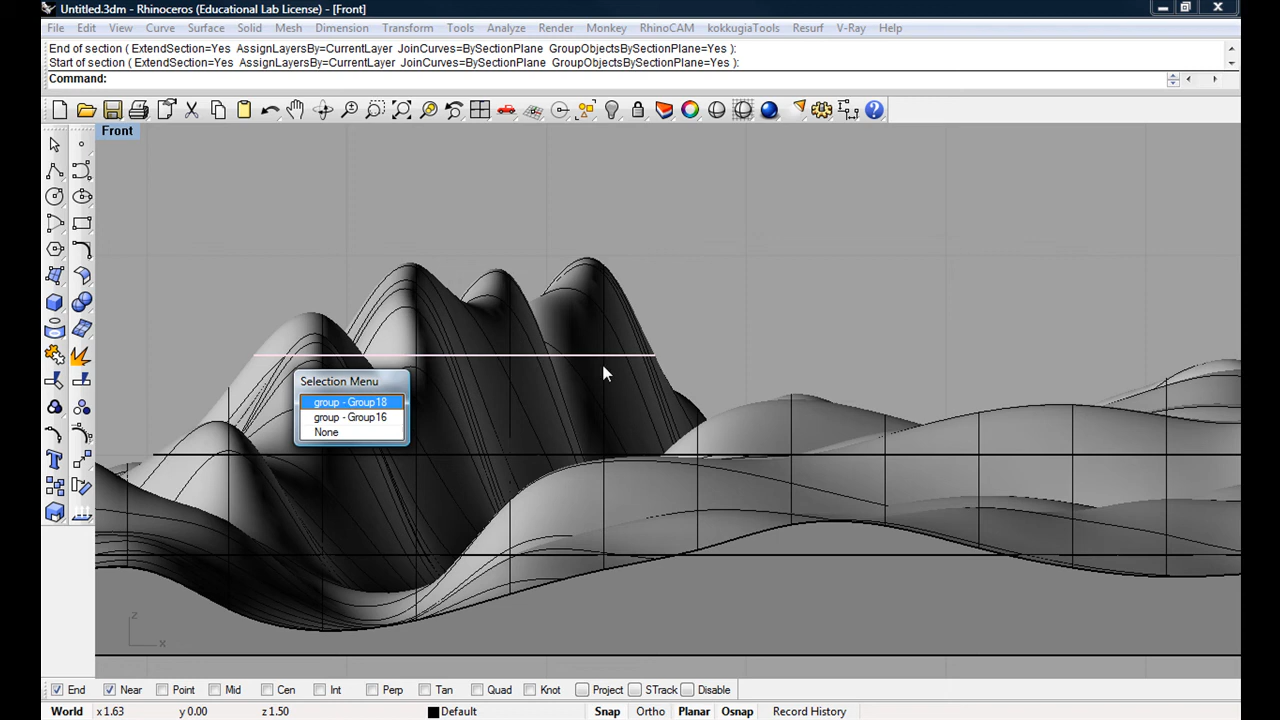 Untitled.3dm - Rhinoceros (Educational Lab License) - [Front]
File Edit View Curve Surface Solid Mesh Dimension Transform Tools Analyze Render Monkey RhinoCAM kokkugiaTools Resurf V-Ray Help
End of section ( ExtendSection=Yes AssignLayersBy=CurrentLayer JoinCurves=BySectionPlane GroupObjectsBySectionPlane=Yes ):
Start of section ( ExtendSection=Yes AssignLayersBy=CurrentLayer JoinCurves=BySectionPlane GroupObjectsBySectionPlane=Yes ):
Command:
Front
Selection Menu
group - Group18
group - Group16
None
z
x
End Near Point Mid Cen Int Perp Tan Quad Knot Project STrack Disable
World x 1.63 y 0.00 z 1.50 Default Snap Ortho Planar Osnap Record History